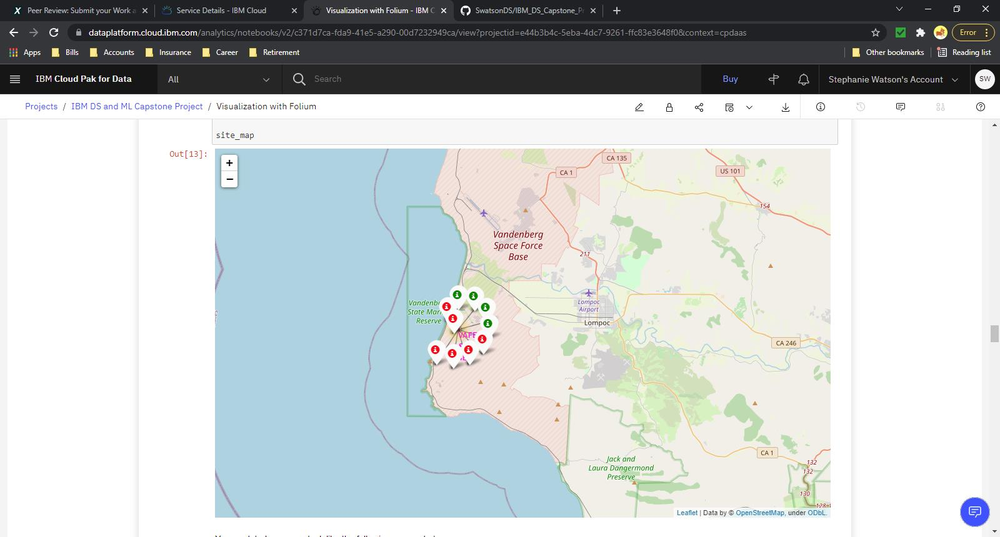 Peer Review: Submit your Work a
Service Details - IBM Cloud
Visualization with Folium - IBM C
SwatsonDS/IBM_DS_Capstone_Pr
dataplatform.cloud.ibm.com/analytics/notebooks/v2/c371d7ca-fda9-41e5-a290-00d7232949ca/view?projectid=e44b3b4c-5eba-4dc7-9261-ffc83e3648f0&context=cpdaas
Error
Apps
Bills
Accounts
Insurance
Career
Retirement
Other bookmarks
Reading list
IBM Cloud Pak for Data
All
Search
Buy
Stephanie Watson's Account
SW
Projects / IBM DS and ML Capstone Project / Visualization with Folium
site_map
Out[13]:
+
−
CA 135
CA 1
US 101
154
Vandenberg
Space Force
Base
211
Lompoc
Airport
Lompoc
Vandenbe
State Mar
Reserve
VAFB
CA 246
CA 1
Jack and
Laura Dangermond
Preserve
132
132
130
Leaflet | Data by © OpenStreetMap, under ODbL.